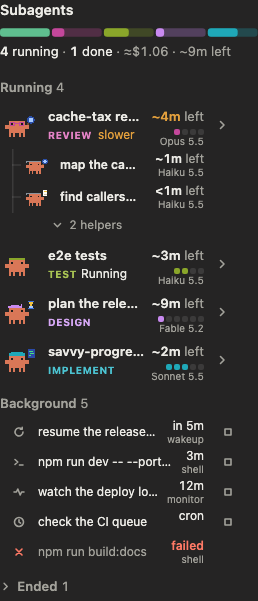 Subagents
4 running · 1 done · ≈$1.06 · ~9m left
Running 4
cache-tax re... ~4m left
REVIEW slower Opus 5.5
map the ca... ~1m left
Haiku 5.5
find callers... <1m left
Haiku 5.5
2 helpers
e2e tests ~3m left
TEST Running Haiku 5.5
plan the rele... ~9m left
DESIGN Fable 5.2
savvy-progre... ~2m left
IMPLEMENT Sonnet 5.5
Background 5
resume the release... in 5m
wakeup
npm run dev -- --port... 3m
shell
watch the deploy lo... 12m
monitor
check the CI queue cron
npm run build:docs failed
shell
Ended 1